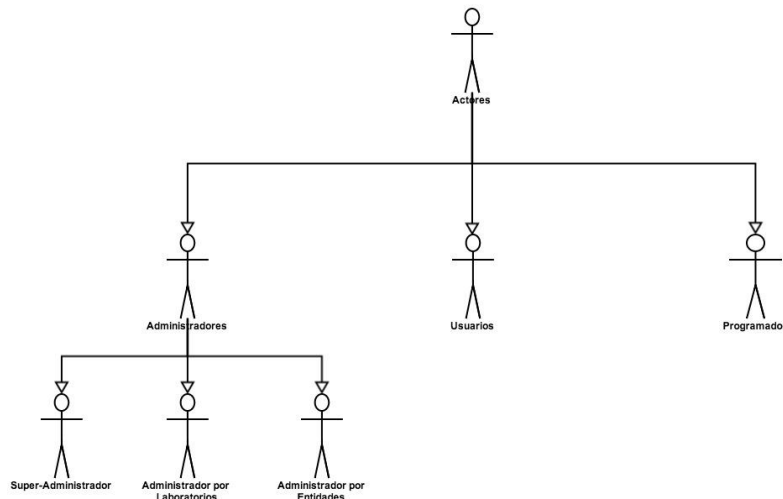 Actores
Administradores
Usuarios
Programado
Super-Administrador
Administrador por
Laboratorios
Administrador por
Entidades